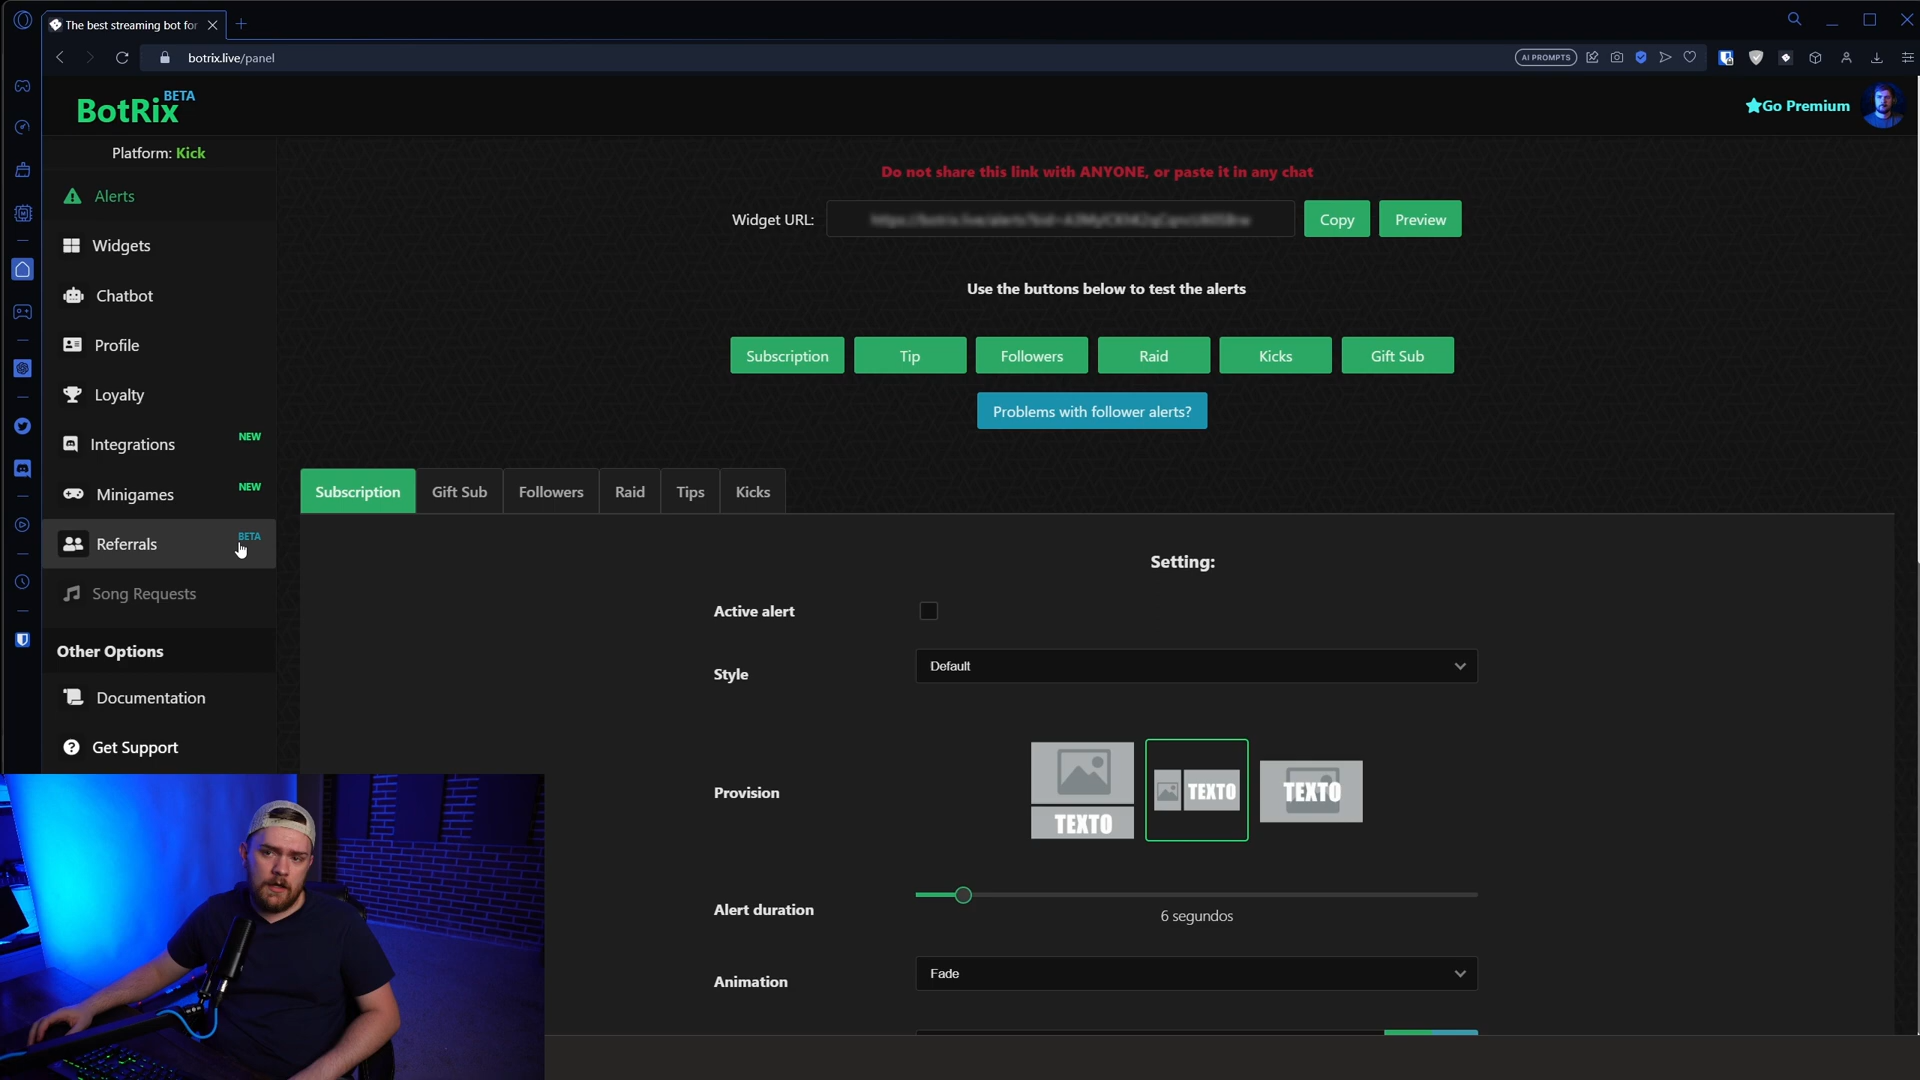 The best streaming bot for
botrix.live/panel
AI PROMPTS
BotRix BETA
Go Premium
Platform: Kick
Alerts
Widgets
Chatbot
Profile
Loyalty
Integrations NEW
Minigames NEW
Referrals BETA
Song Requests
Other Options
Documentation
Get Support
Do not share this link with ANYONE, or paste it in any chat
Widget URL:
Copy
Preview
Use the buttons below to test the alerts
Subscription
Tip
Followers
Raid
Kicks
Gift Sub
Problems with follower alerts?
Subscription
Gift Sub
Followers
Raid
Tips
Kicks
Setting:
Active alert
Style
Default
Provision
TEXTO
TEXTO
TEXTO
Alert duration
6 segundos
Animation
Fade